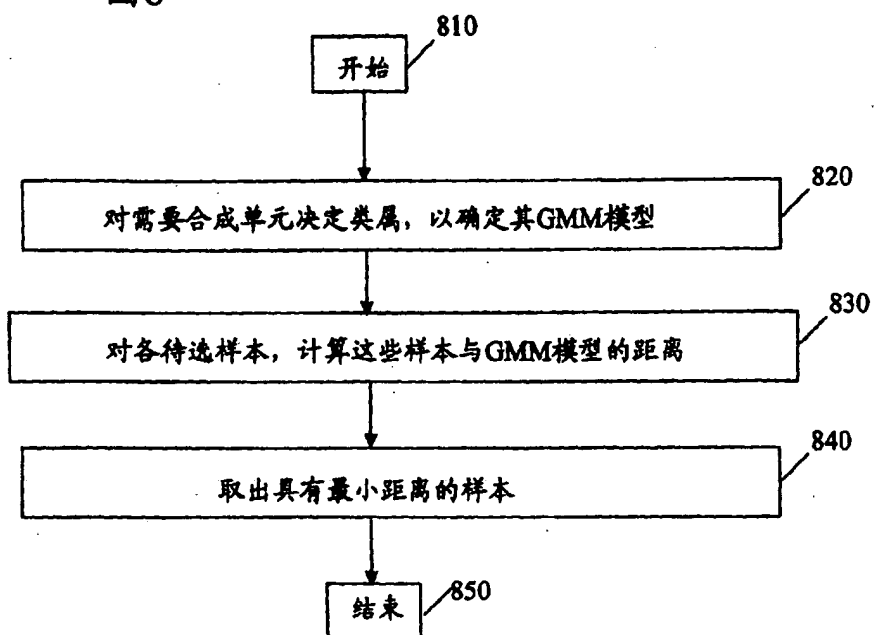 810
开始
820
对需要合成单元决定类属，以确定其GMM模型
830
对各待选样本，计算这些样本与GMM模型的距离
840
取出具有最小距离的样本
850
结束